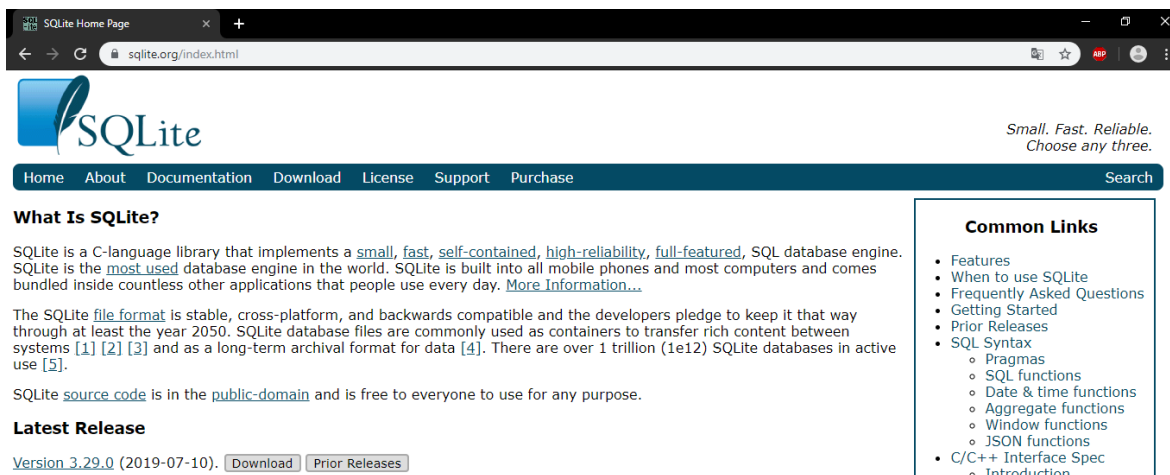 SQLite Home Page
sqlite.org/index.html
ABP
SQLite
Small. Fast. Reliable.
Choose any three.
Home About Documentation Download License Support Purchase Search
What Is SQLite?
SQLite is a C-language library that implements a small, fast, self-contained, high-reliability, full-featured, SQL database engine.
SQLite is the most used database engine in the world. SQLite is built into all mobile phones and most computers and comes
bundled inside countless other applications that people use every day. More Information...
The SQLite file format is stable, cross-platform, and backwards compatible and the developers pledge to keep it that way
through at least the year 2050. SQLite database files are commonly used as containers to transfer rich content between
systems [1] [2] [3] and as a long-term archival format for data [4]. There are over 1 trillion (1e12) SQLite databases in active
use [5].
SQLite source code is in the public-domain and is free to everyone to use for any purpose.
Latest Release
Version 3.29.0 (2019-07-10). Download Prior Releases
Common Links
Features
When to use SQLite
Frequently Asked Questions
Getting Started
Prior Releases
SQL Syntax
Pragmas
SQL functions
Date & time functions
Aggregate functions
Window functions
JSON functions
C/C++ Interface Spec
Introduction